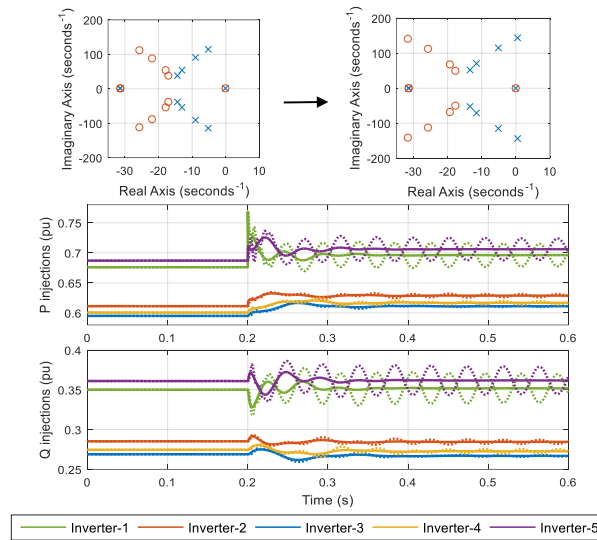 200
100
0
-100
-200
Imaginary Axis (seconds⁻¹)
-30 -20 -10 0 10
Real Axis (seconds⁻¹)
200
100
0
-100
-200
Imaginary Axis (seconds⁻¹)
-30 -20 -10 0 10
Real Axis (seconds⁻¹)
0.75
0.7
0.65
0.6
P injections (pu)
0 0.1 0.2 0.3 0.4 0.5 0.6
0.4
0.35
0.3
0.25
Q injections (pu)
0 0.1 0.2 0.3 0.4 0.5 0.6
Time (s)
Inverter-1 Inverter-2 Inverter-3 Inverter-4 Inverter-5